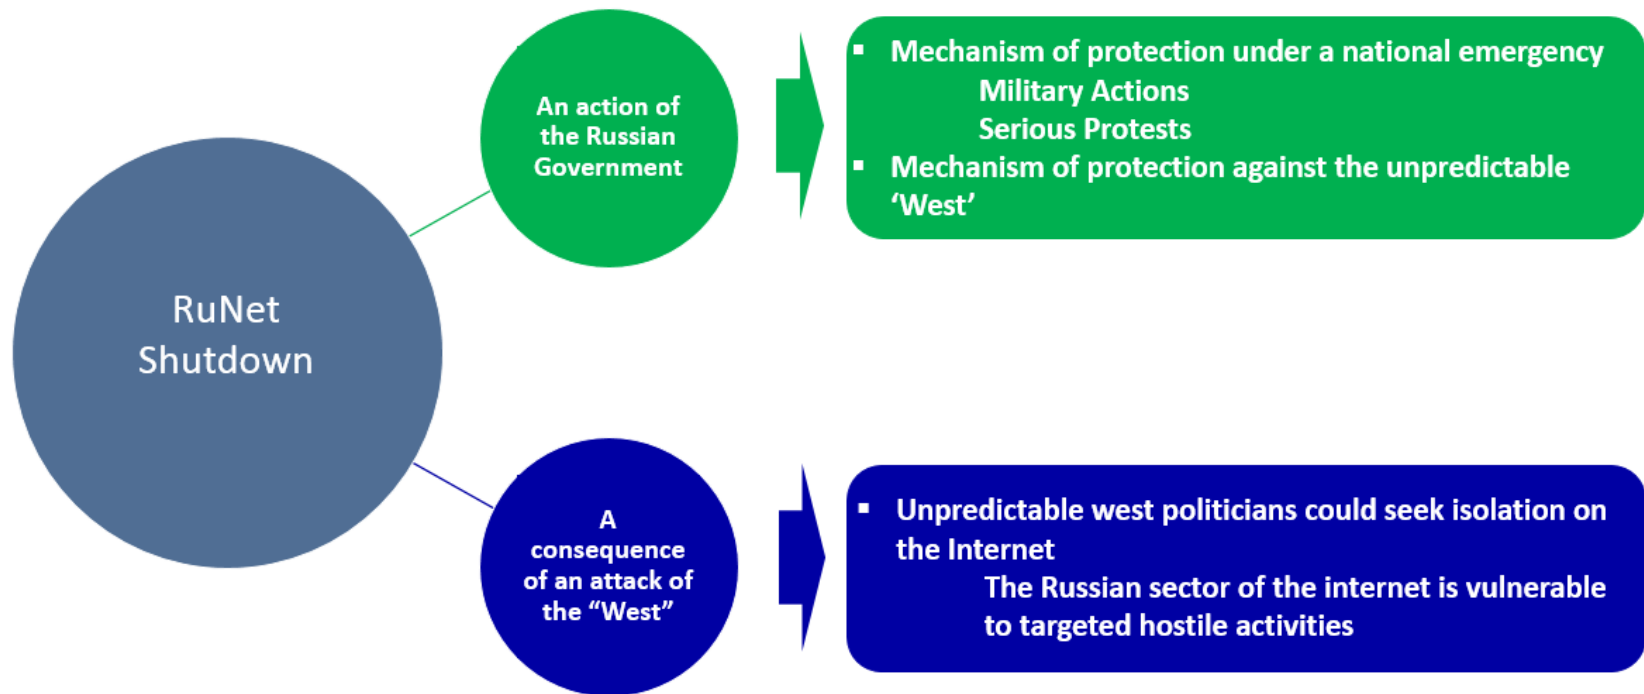 RuNet
Shutdown
An action of
the Russian
Government
▪ Mechanism of protection under a national emergency
Military Actions
Serious Protests
▪ Mechanism of protection against the unpredictable
‘West’
A
consequence
of an attack of
the “West”
▪ Unpredictable west politicians could seek isolation on
the Internet
The Russian sector of the internet is vulnerable
to targeted hostile activities